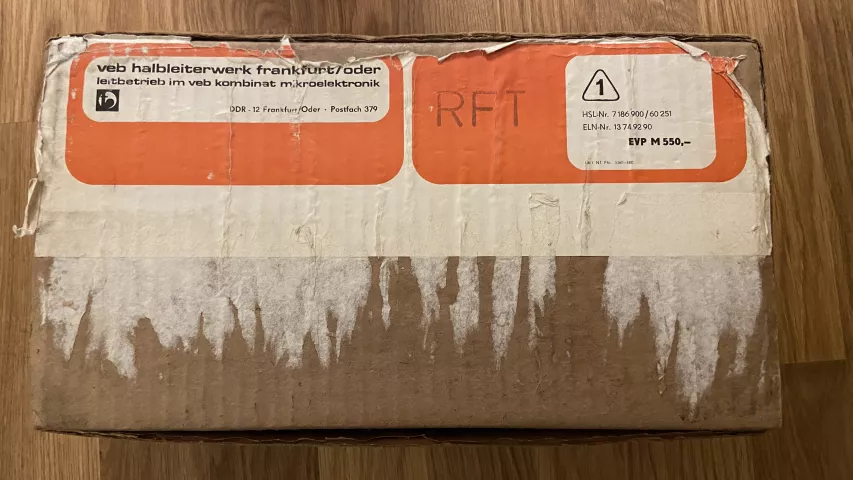 veb halbleiterwerk frankfurt/oder
leitbetrieb im veb kombinat mikroelektronik
DDR - 12 Frankfurt/Oder · Postfach 379
RFT
1
HSL-Nr. 7 186 900 / 60 251
ELN-Nr. 13 74 92 90
EVP M 550,–